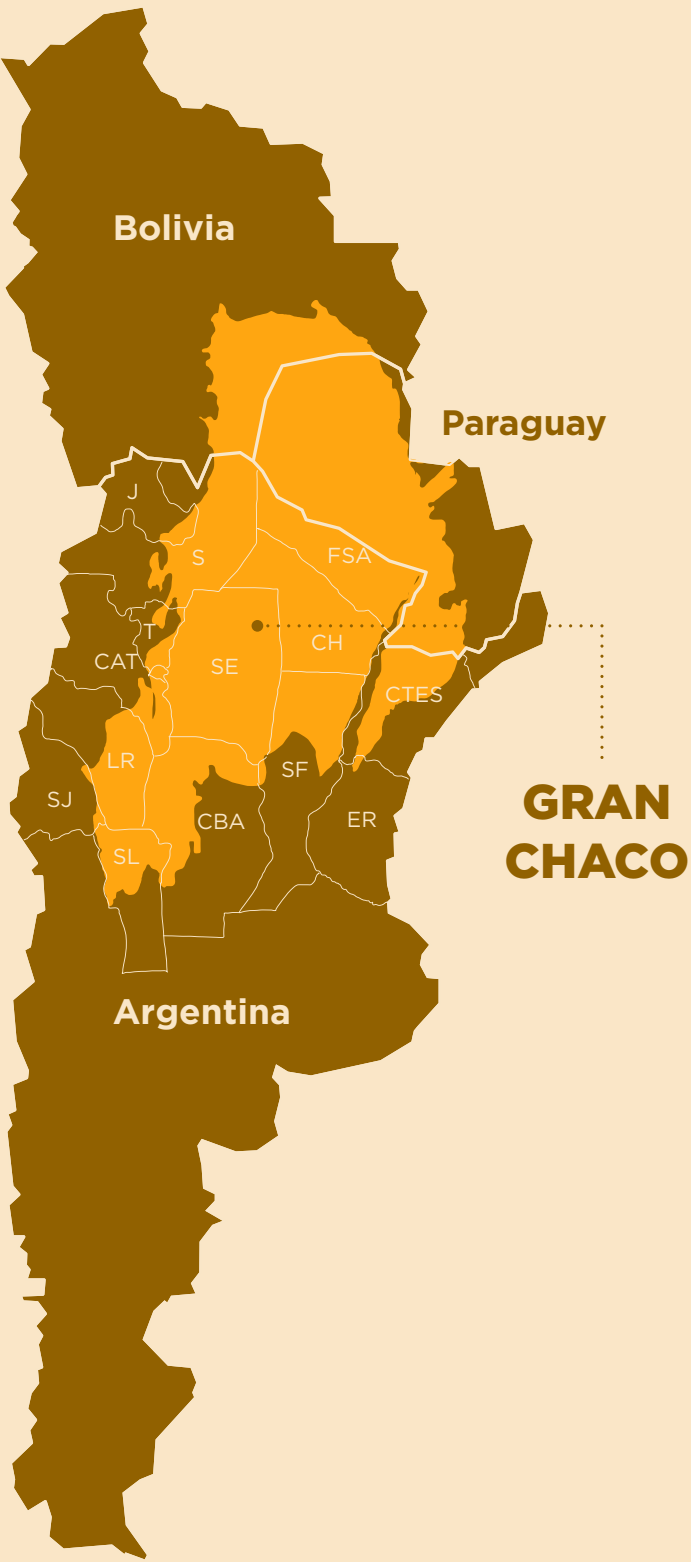 Bolivia
Paraguay
J
S
FSA
T
CH
CAT
SE
CTES
LR
SF
SJ
CBA
ER
SL
GRAN
CHACO
Argentina